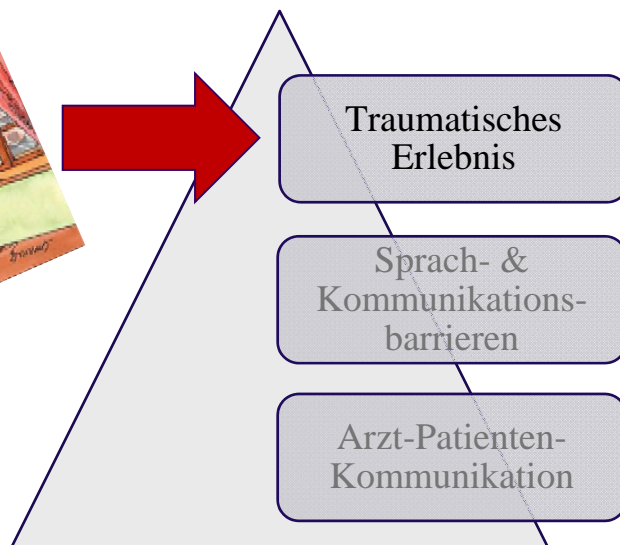 Traumatisches
Erlebnis
Sprach- &
Kommunikations-
barrieren
Arzt-Patienten-
Kommunikation